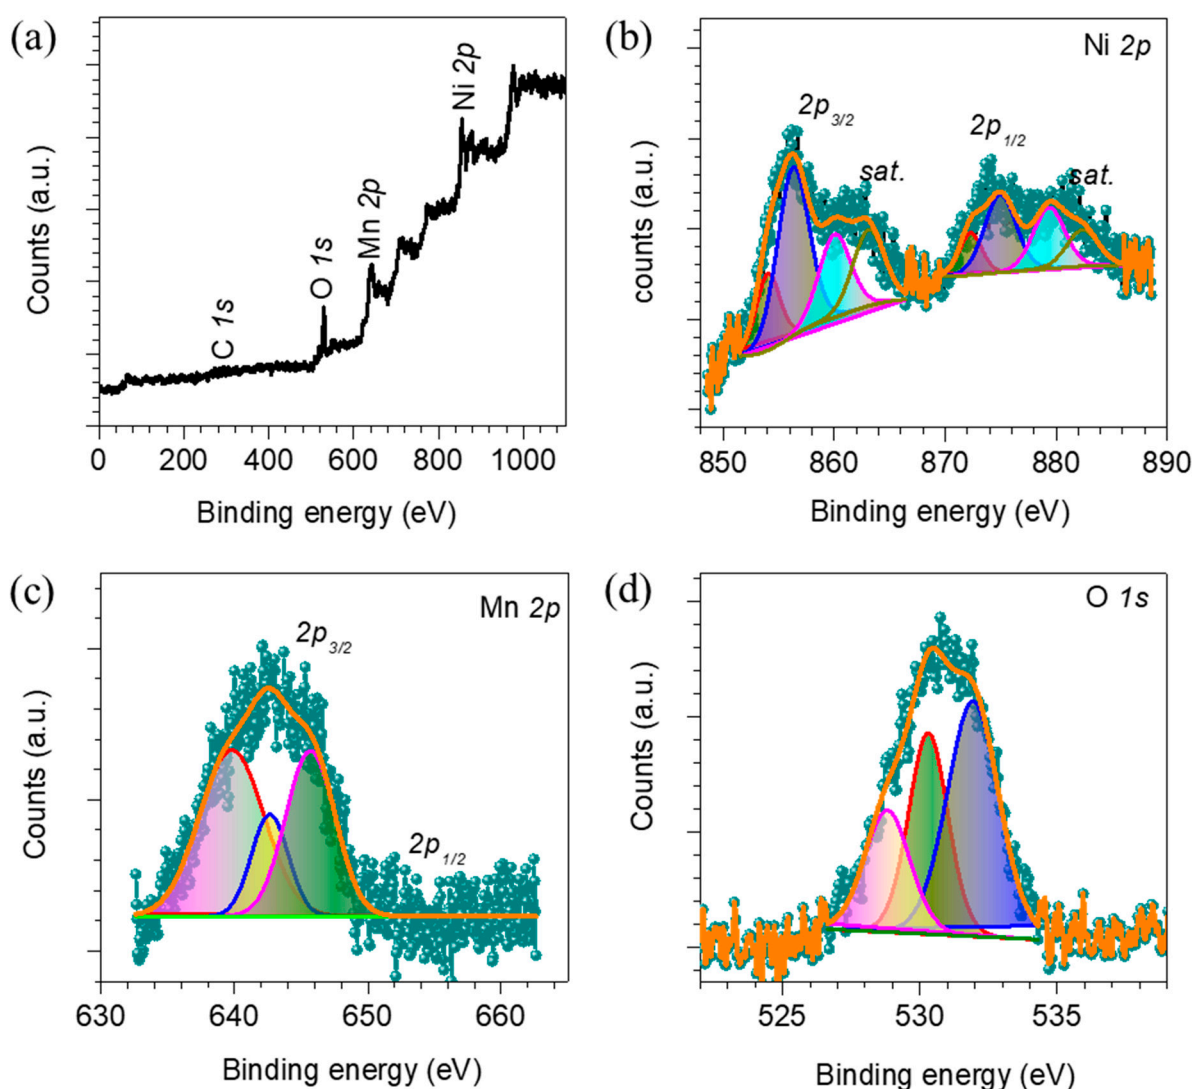 (a)
Counts (a.u.)
C 1s
O 1s
Mn 2p
Ni 2p
0 200 400 600 800 1000
Binding energy (eV)
(b)
Ni 2p
counts (a.u.)
2p3/2
sat.
2p1/2
sat.
850 860 870 880 890
Binding energy (eV)
(c)
Mn 2p
Counts (a.u.)
2p3/2
2p1/2
630 640 650 660
Binding energy (eV)
(d)
O 1s
Counts (a.u.)
525 530 535
Binding energy (eV)